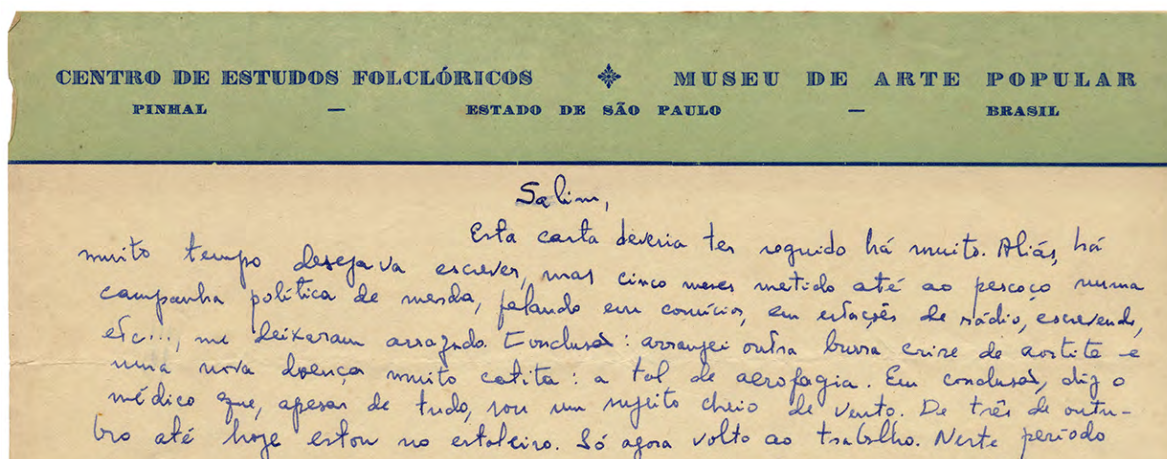 CENTRO DE ESTUDOS FOLCLÓRICOS MUSEU DE ARTE POPULAR
PINHAL — ESTADO DE SÃO PAULO — BRASIL
Salim,
Esta carta deveria ter seguido há muito. Aliás, há
muito tempo desejava escrever, mas cinco meses metido até ao pescoço numa
campanha política de merda, falando em comícios, em estações de rádio, escrevendo,
etc..., me deixaram arrazado. Conclusão: arranjei outra burra crise de aortite e
uma nova doença muito catita: a tal de aerofagia. Em conclusão, diz o
médico que, apesar de tudo, sou um sujeito cheio de vento. De três de outu-
bro até hoje estou no estaleiro. Só agora volto ao trabalho. Neste período